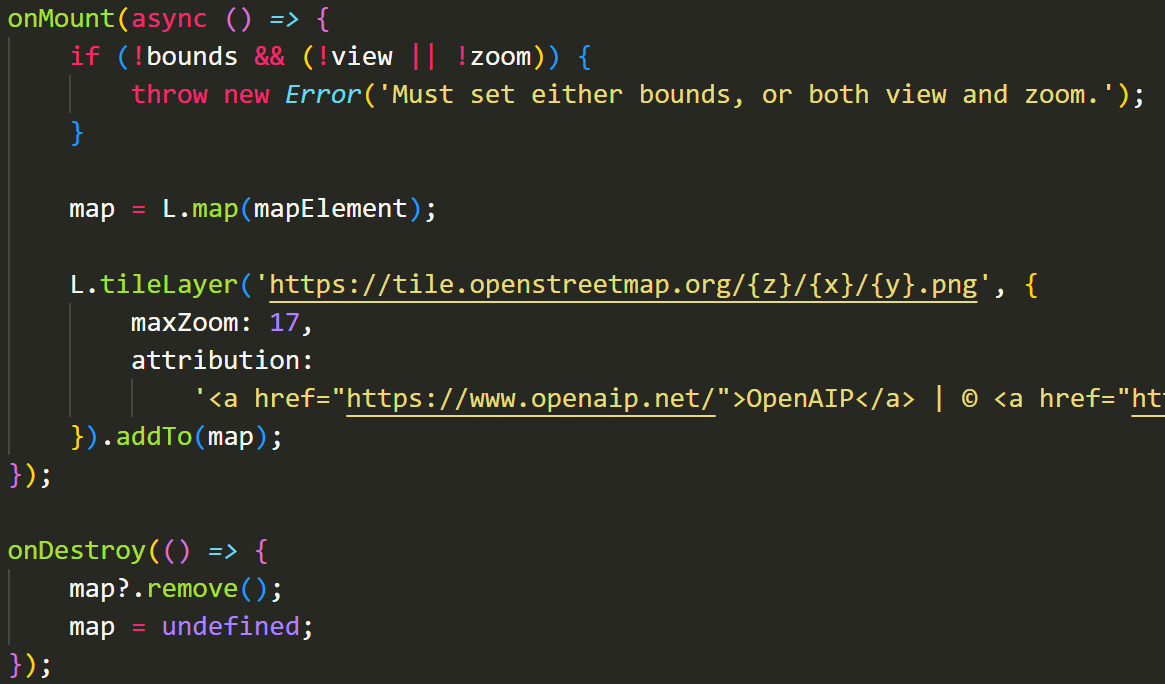 onMount(async () => {
    if (!bounds && (!view || !zoom)) {
        throw new Error('Must set either bounds, or both view and zoom.');
    }

    map = L.map(mapElement);

    L.tileLayer('https://tile.openstreetmap.org/{z}/{x}/{y}.png', {
        maxZoom: 17,
        attribution:
            '<a href="https://www.openaip.net/">OpenAIP</a> | © <a href="ht
    }).addTo(map);
});

onDestroy(() => {
    map?.remove();
    map = undefined;
});